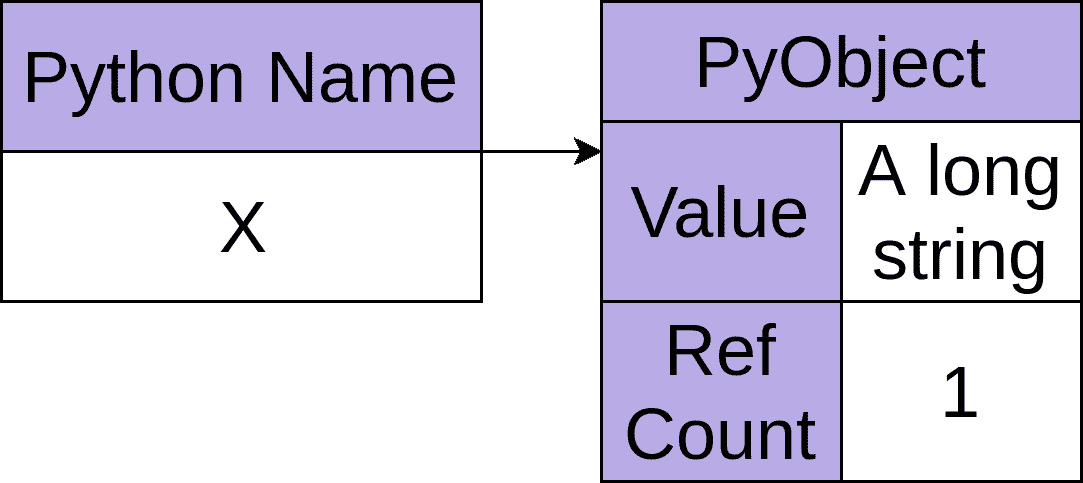 Python Name
X
PyObject
Value
A long
string
Ref
Count
1